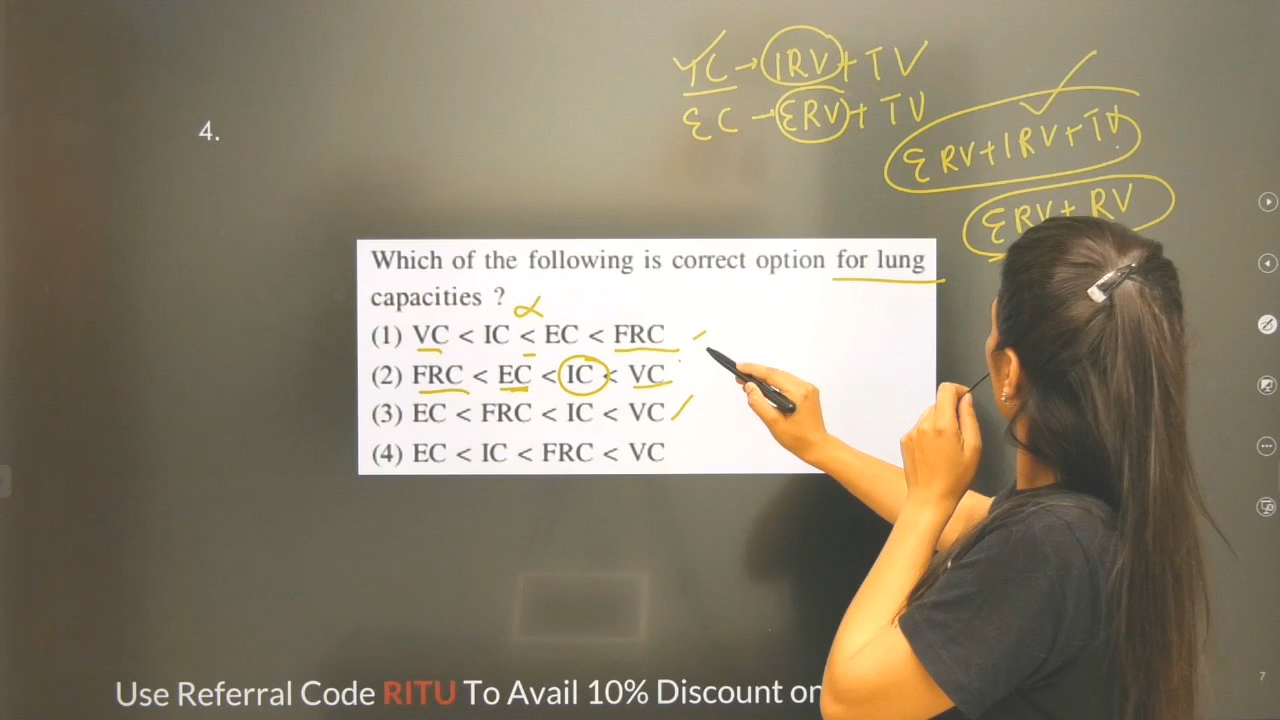 IC → IRV + TV
EC → ERV + TV
ERV + IRV + TV
ERV + RV
4.
Which of the following is correct option for lung
capacities ?
α
(1) VC < IC < EC < FRC
(2) FRC < EC < IC < VC
(3) EC < FRC < IC < VC
(4) EC < IC < FRC < VC
Use Referral Code RITU To Avail 10% Discount on
7